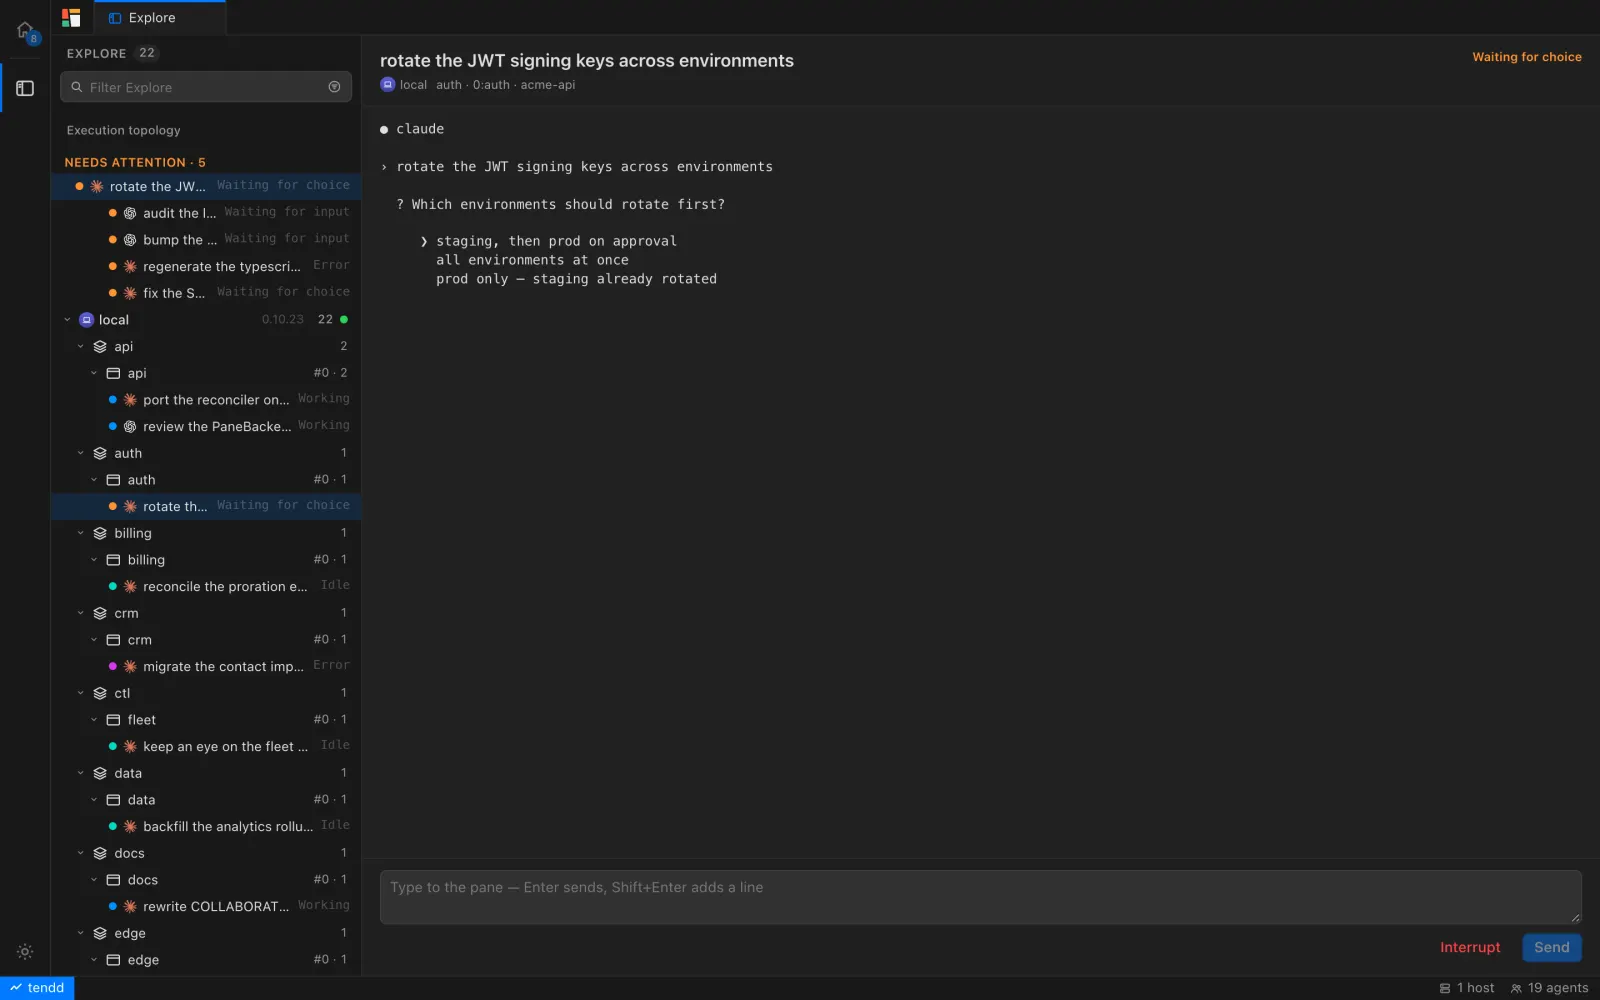 8
Explore
EXPLORE 22
Filter Explore
Execution topology
NEEDS ATTENTION · 5
rotate the JW... Waiting for choice
audit the l... Waiting for input
bump the ... Waiting for input
regenerate the typescri... Error
fix the S... Waiting for choice
local 0.10.23 22
api 2
api #0 · 2
port the reconciler on... Working
review the PaneBacke... Working
auth 1
auth #0 · 1
rotate th... Waiting for choice
billing 1
billing #0 · 1
reconcile the proration e... Idle
crm 1
crm #0 · 1
migrate the contact imp... Error
ctl 1
fleet #0 · 1
keep an eye on the fleet ... Idle
data 1
data #0 · 1
backfill the analytics rollu... Idle
docs 1
docs #0 · 1
rewrite COLLABORAT... Working
edge 1
edge #0 · 1
rotate the JWT signing keys across environments
Waiting for choice
local auth · 0:auth · acme-api
● claude
› rotate the JWT signing keys across environments
? Which environments should rotate first?
❯ staging, then prod on approval
all environments at once
prod only — staging already rotated
Type to the pane — Enter sends, Shift+Enter adds a line
Interrupt Send
tendd
1 host 19 agents